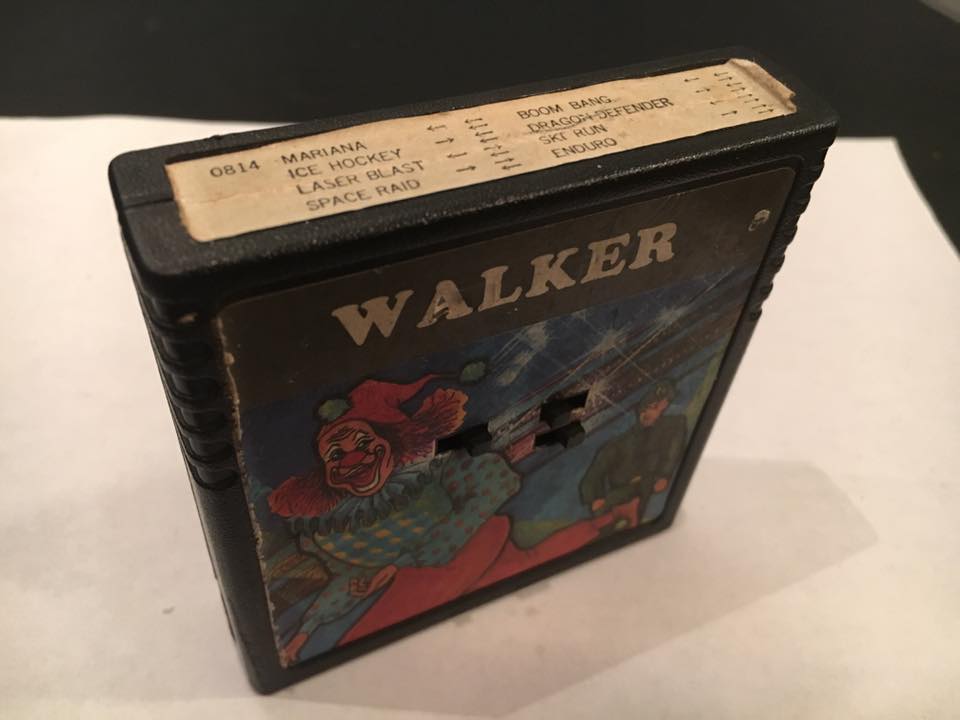 0814 MARIANA ← ←← BOOM BANG ← ←←←
ICE HOCKEY → ←← DRAGON DEFENDER → ←←←
LASER BLAST ← →→ SKI RUN
SPACE RAID → →→ ENDURO
WALKER